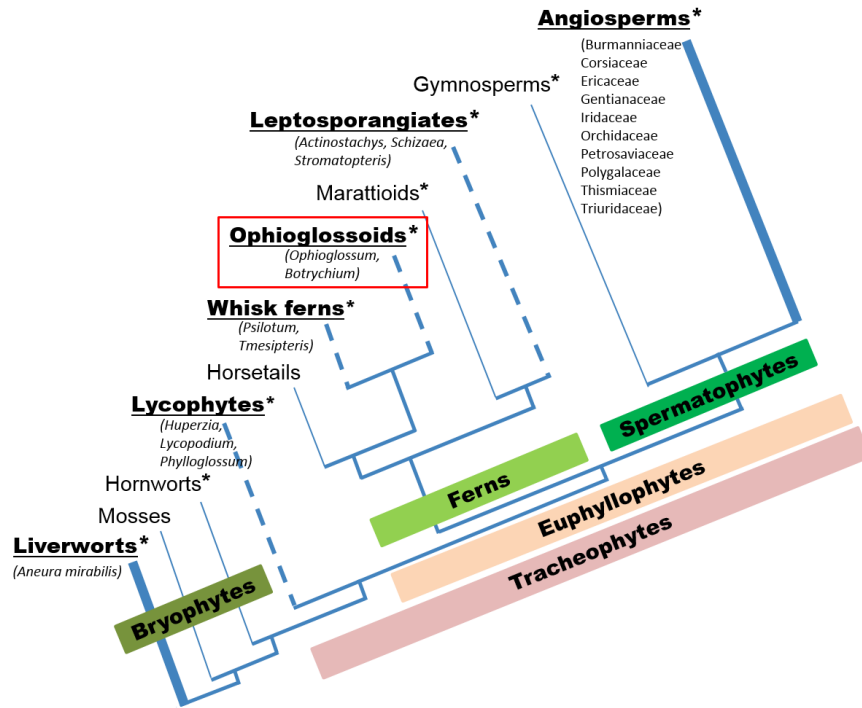 Angiosperms*
(Burmanniaceae
Corsiaceae
Ericaceae
Gentianaceae
Iridaceae
Orchidaceae
Petrosaviaceae
Polygalaceae
Thismiaceae
Triuridaceae)
Gymnosperms*
Leptosporangiates*
(Actinostachys, Schizaea,
Stromatopteris)
Marattioids*
Ophioglossoids*
(Ophioglossum,
Botrychium)
Whisk ferns*
(Psilotum,
Tmesipteris)
Horsetails
Lycophytes*
(Huperzia,
Lycopodium,
Phylloglossum)
Hornworts*
Mosses
Liverworts*
(Aneura mirabilis)
Bryophytes
Ferns
Spermatophytes
Euphyllophytes
Tracheophytes